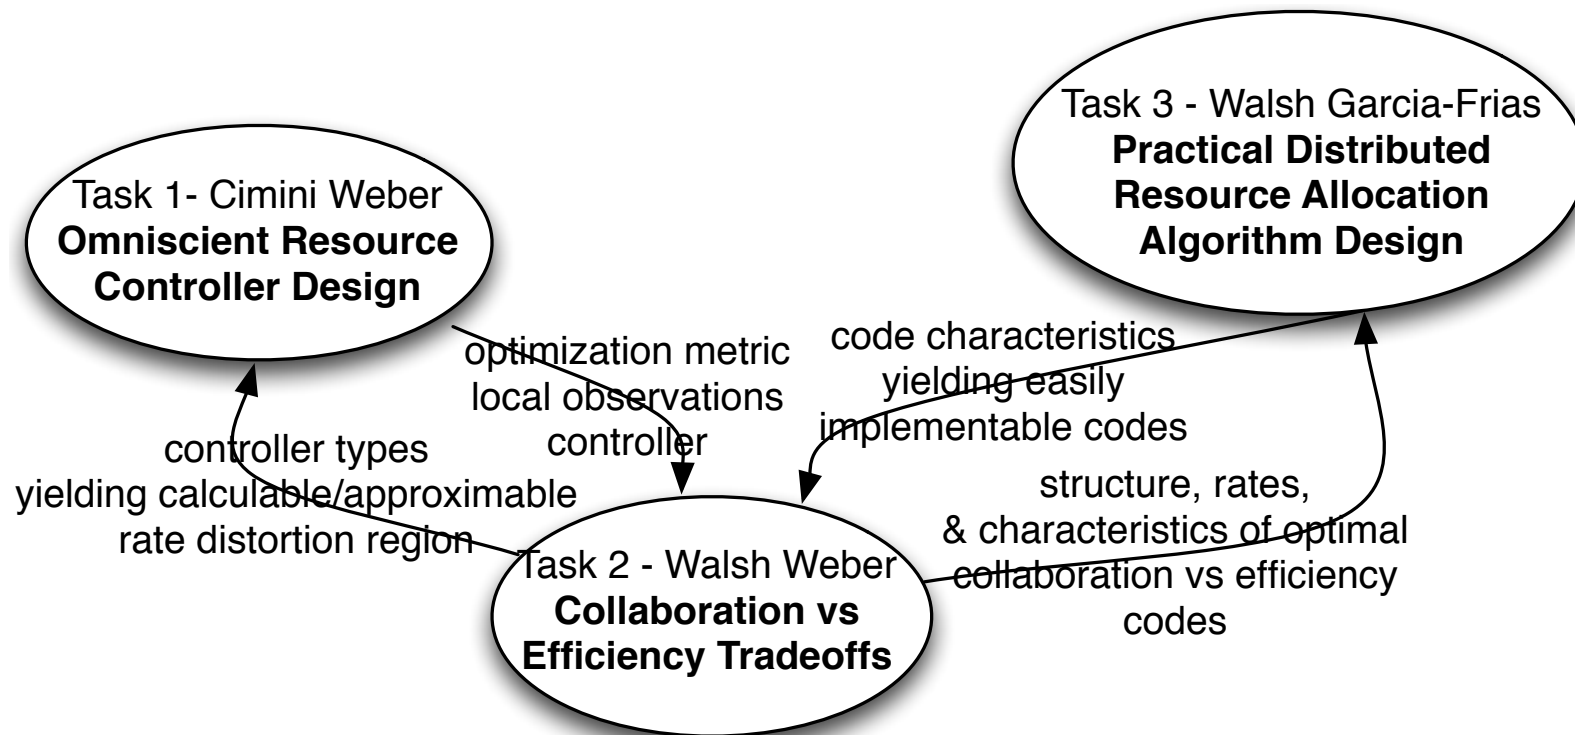 Task 1- Cimini Weber
Omniscient Resource
Controller Design
Task 3 - Walsh Garcia-Frias
Practical Distributed
Resource Allocation
Algorithm Design
optimization metric
local observations
controller
code characteristics
yielding easily
implementable codes
controller types
yielding calculable/approximable
rate distortion region
structure, rates,
& characteristics of optimal
collaboration vs efficiency
codes
Task 2 - Walsh Weber
Collaboration vs
Efficiency Tradeoffs